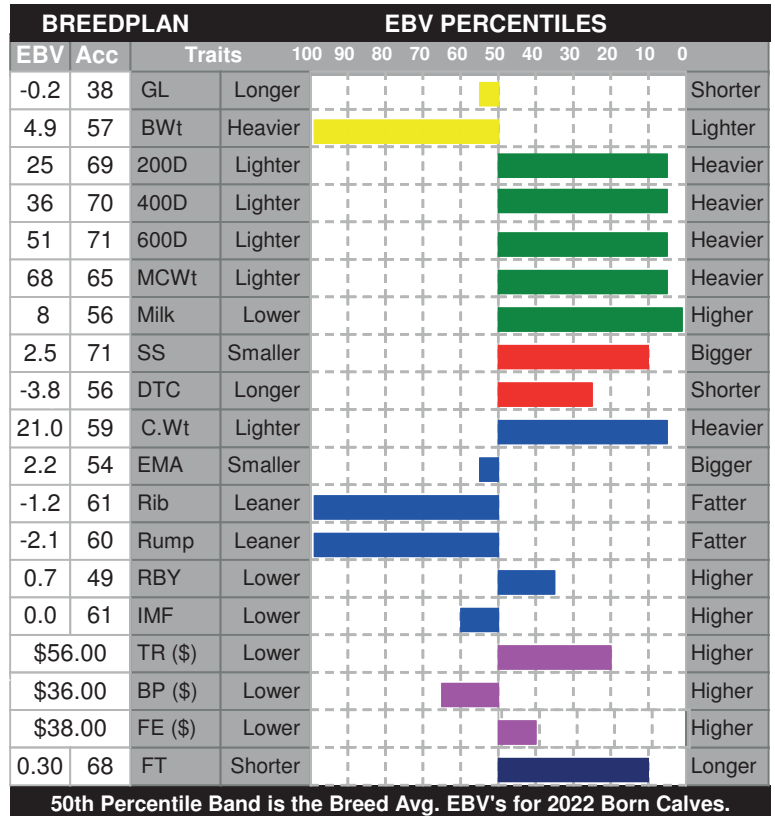 BREEDPLAN EBV PERCENTILES
EBV Acc Traits 100 90 80 70 60 50 40 30 20 10 0
-0.2 38 GL Longer Shorter
4.9 57 BWt Heavier Lighter
25 69 200D Lighter Heavier
36 70 400D Lighter Heavier
51 71 600D Lighter Heavier
68 65 MCWt Lighter Heavier
8 56 Milk Lower Higher
2.5 71 SS Smaller Bigger
-3.8 56 DTC Longer Shorter
21.0 59 C.Wt Lighter Heavier
2.2 54 EMA Smaller Bigger
-1.2 61 Rib Leaner Fatter
-2.1 60 Rump Leaner Fatter
0.7 49 RBY Lower Higher
0.0 61 IMF Lower Higher
$56.00 TR ($) Lower Higher
$36.00 BP ($) Lower Higher
$38.00 FE ($) Lower Higher
0.30 68 FT Shorter Longer
50th Percentile Band is the Breed Avg. EBV's for 2022 Born Calves.